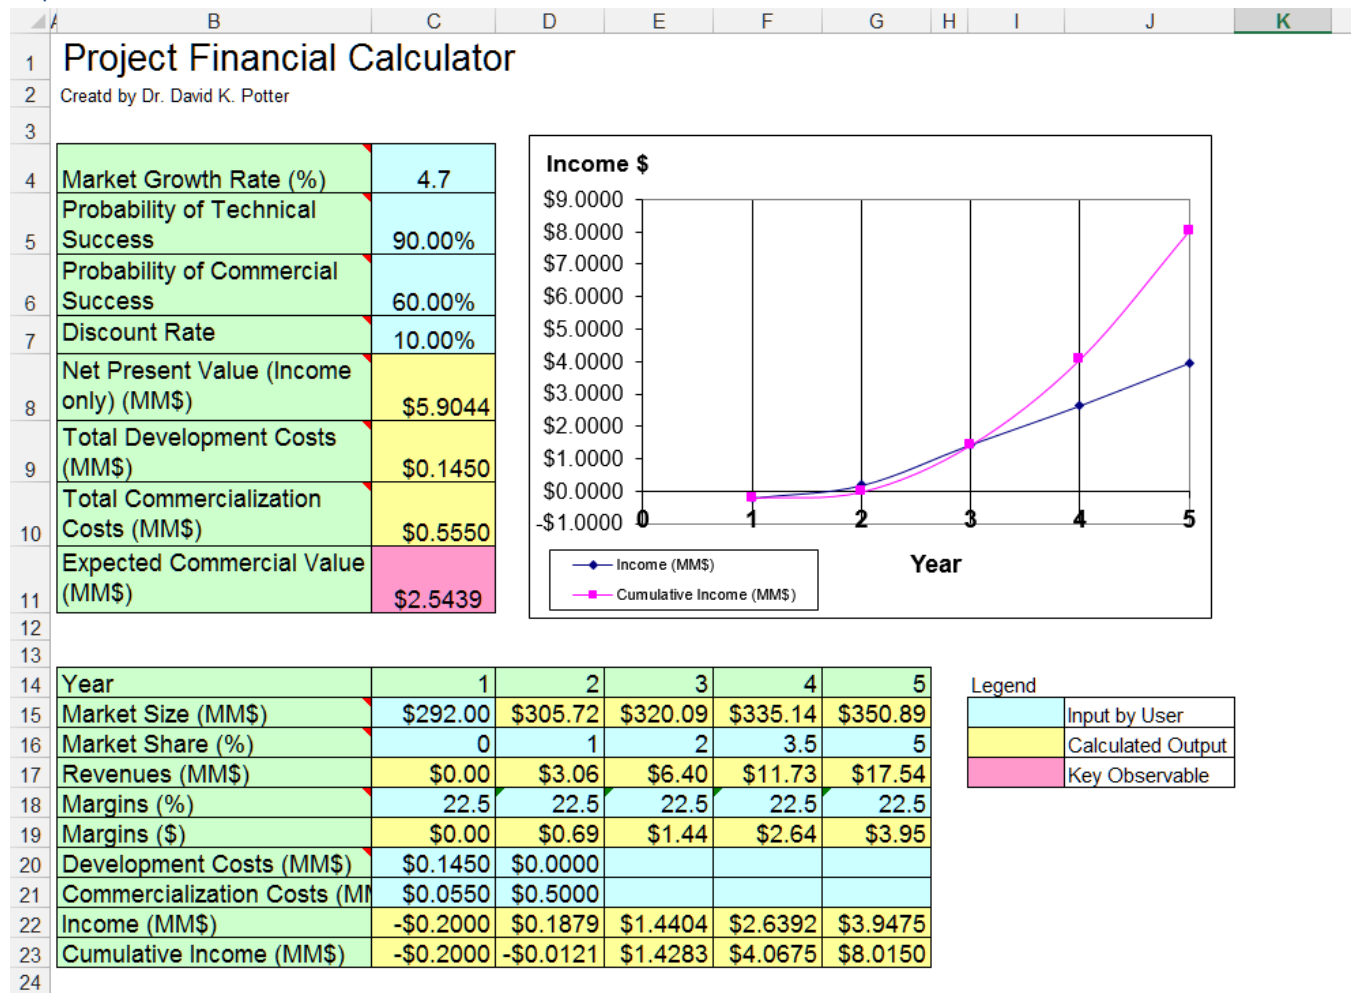 A B C D E F G H I J K
1 Project Financial Calculator
2 Creatd by Dr. David K. Potter
3
4 Market Growth Rate (%) 4.7
Probability of Technical
5 Success 90.00%
Probability of Commercial
6 Success 60.00%
7 Discount Rate 10.00%
Net Present Value (Income
8 only) (MM$) $5.9044
Total Development Costs
9 (MM$) $0.1450
Total Commercialization
10 Costs (MM$) $0.5550
Expected Commercial Value
11 (MM$) $2.5439
Income $
$9.0000
$8.0000
$7.0000
$6.0000
$5.0000
$4.0000
$3.0000
$2.0000
$1.0000
$0.0000
-$1.0000 0 1 2 3 4 5
Year
Income (MM$)
Cumulative Income (MM$)
12
13
14 Year 1 2 3 4 5
15 Market Size (MM$) $292.00 $305.72 $320.09 $335.14 $350.89
16 Market Share (%) 0 1 2 3.5 5
17 Revenues (MM$) $0.00 $3.06 $6.40 $11.73 $17.54
18 Margins (%) 22.5 22.5 22.5 22.5 22.5
19 Margins ($) $0.00 $0.69 $1.44 $2.64 $3.95
20 Development Costs (MM$) $0.1450 $0.0000
21 Commercialization Costs (MM $0.0550 $0.5000
22 Income (MM$) -$0.2000 $0.1879 $1.4404 $2.6392 $3.9475
23 Cumulative Income (MM$) -$0.2000 -$0.0121 $1.4283 $4.0675 $8.0150
24
Legend
Input by User
Calculated Output
Key Observable